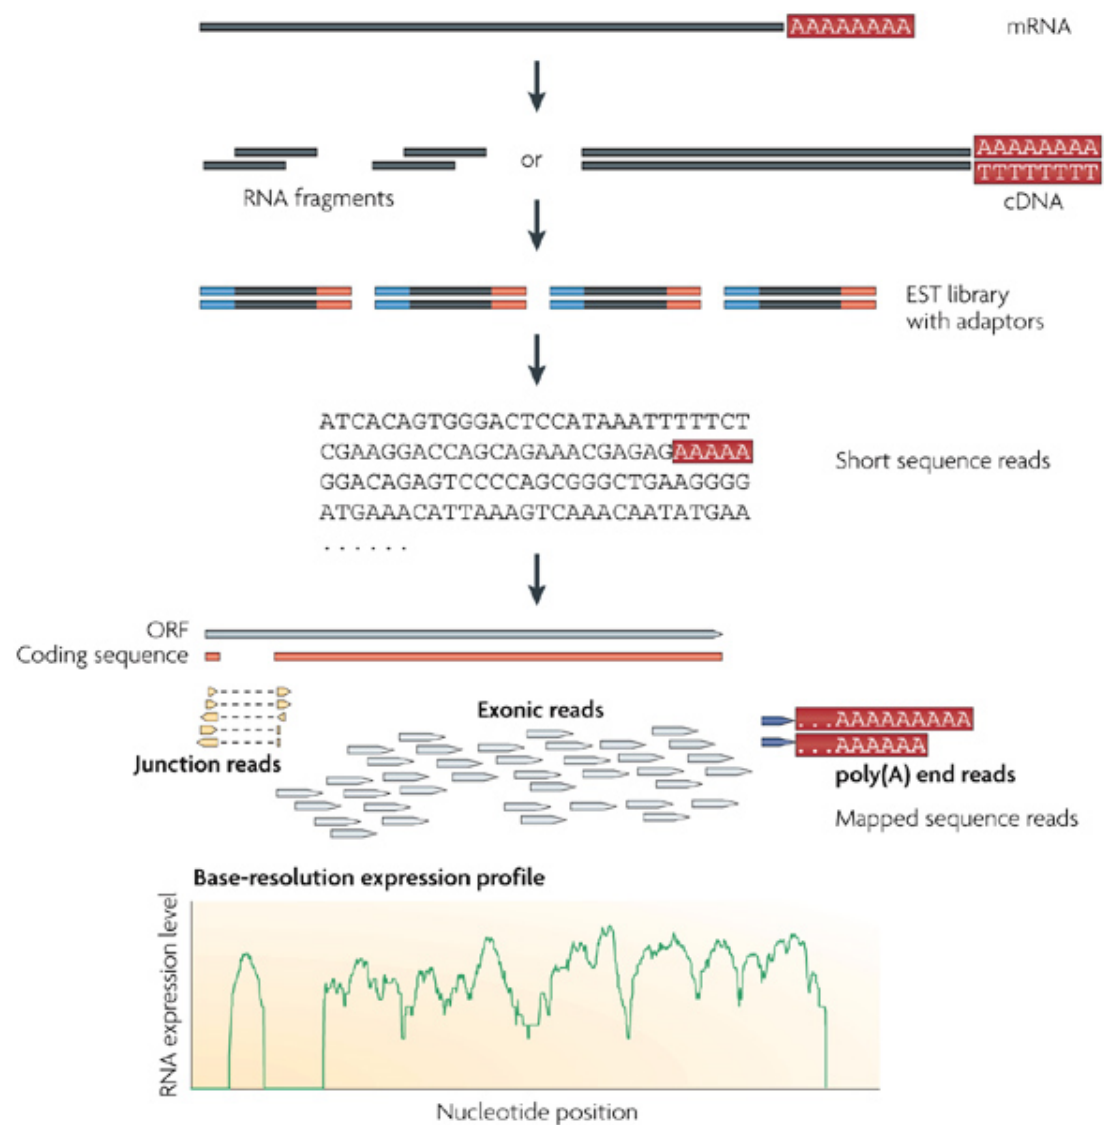 AAAAAAAA mRNA
or
AAAAAAAA
TTTTTTTT
RNA fragments
cDNA
EST library
with adaptors
ATCACAGTGGGACTCCATAAATTTTTCT
CGAAGGACCAGCAGAAACGAGAGAAAAA
Short sequence reads
GGACAGAGTCCCCAGCGGGCTGAAGGGG
ATGAAACATTAAAGTCAAACAATATGAA
......
ORF
Coding sequence
Exonic reads
...AAAAAAAAA
...AAAAAA
Junction reads
poly(A) end reads
Mapped sequence reads
Base-resolution expression profile
RNA expression level
Nucleotide position